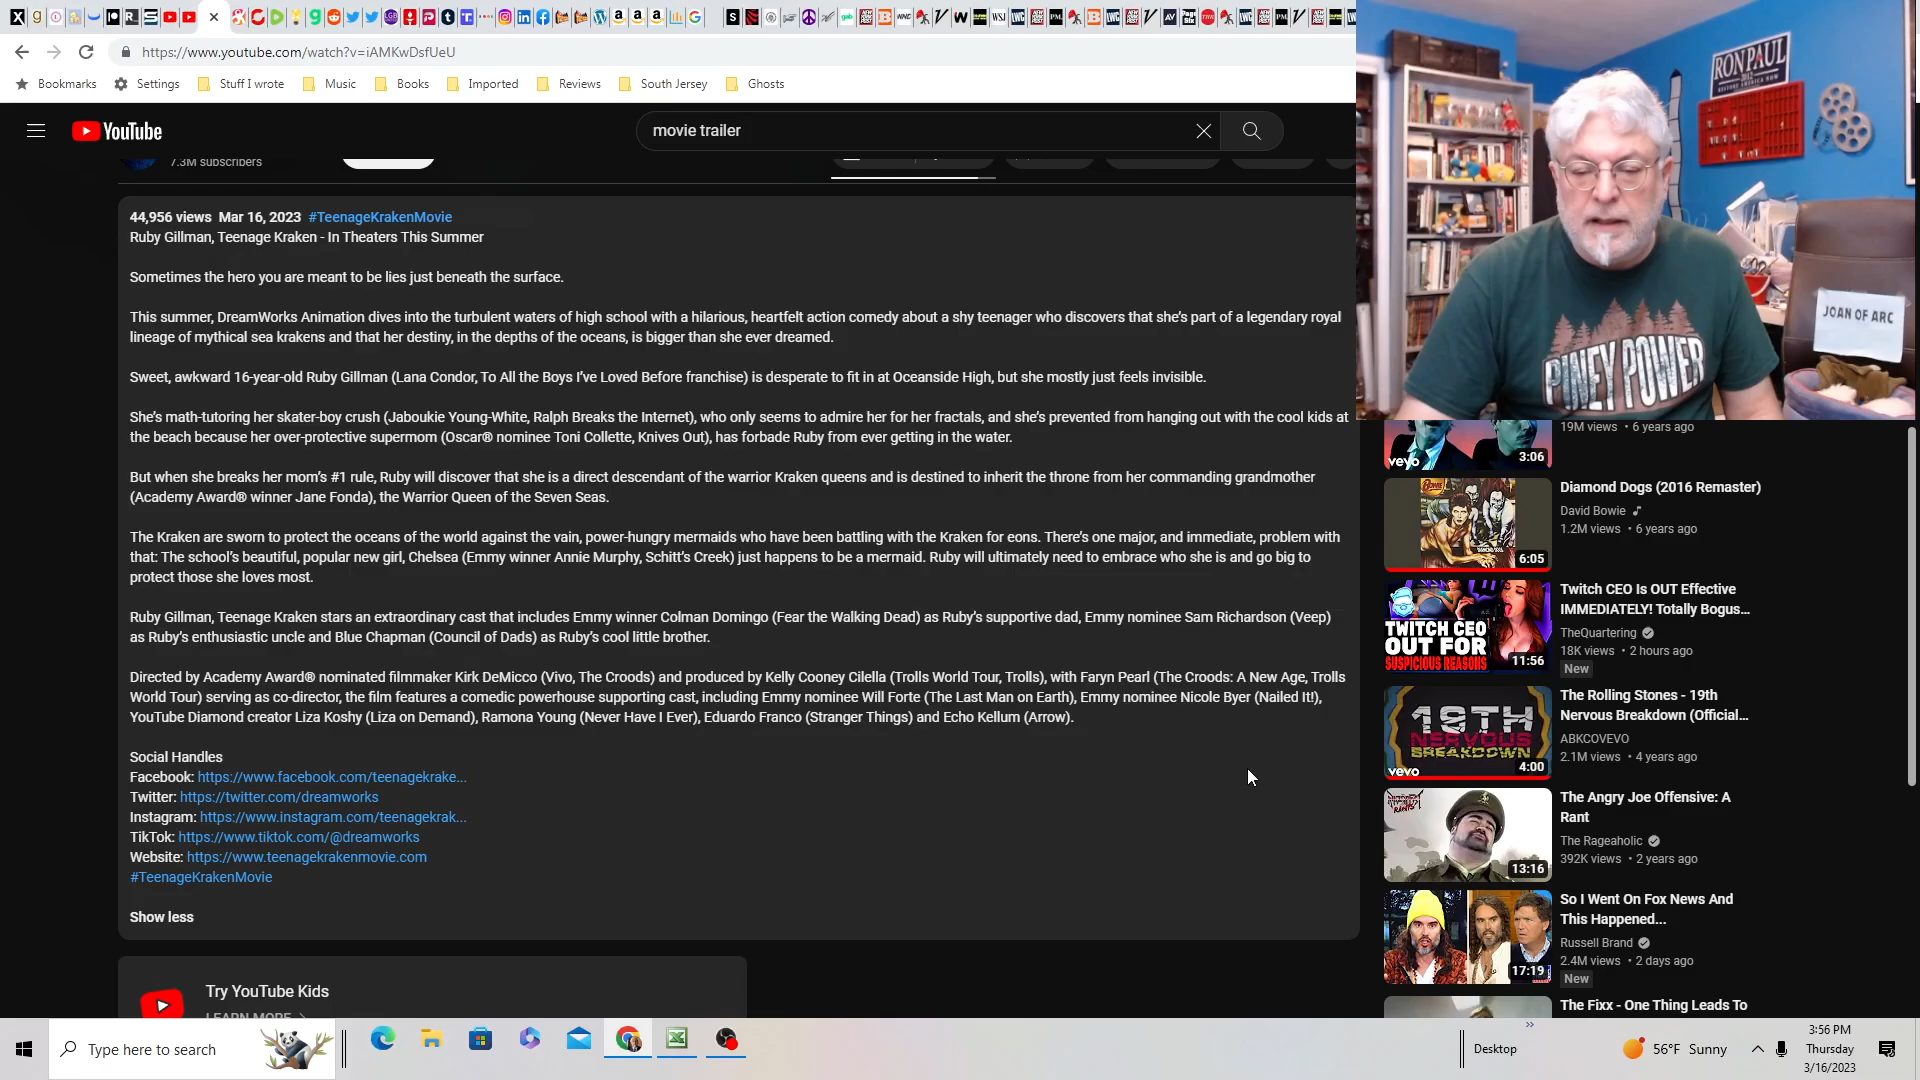 https://www.youtube.com/watch?v=iAMKwDsfUeU
Bookmarks Settings Stuff I wrote Music Books Imported Reviews South Jersey Ghosts
YouTube
movie trailer
7.3M subscribers
44,956 views Mar 16, 2023 #TeenageKrakenMovie
Ruby Gillman, Teenage Kraken - In Theaters This Summer
Sometimes the hero you are meant to be lies just beneath the surface.
This summer, DreamWorks Animation dives into the turbulent waters of high school with a hilarious, heartfelt action comedy about a shy teenager who discovers that she's part of a legendary royal
lineage of mythical sea krakens and that her destiny, in the depths of the oceans, is bigger than she ever dreamed.
Sweet, awkward 16-year-old Ruby Gillman (Lana Condor, To All the Boys I've Loved Before franchise) is desperate to fit in at Oceanside High, but she mostly just feels invisible.
She's math-tutoring her skater-boy crush (Jaboukie Young-White, Ralph Breaks the Internet), who only seems to admire her for her fractals, and she's prevented from hanging out with the cool kids at
the beach because her over-protective supermom (Oscar® nominee Toni Collette, Knives Out), has forbade Ruby from ever getting in the water.
But when she breaks her mom's #1 rule, Ruby will discover that she is a direct descendant of the warrior Kraken queens and is destined to inherit the throne from her commanding grandmother
(Academy Award® winner Jane Fonda), the Warrior Queen of the Seven Seas.
The Kraken are sworn to protect the oceans of the world against the vain, power-hungry mermaids who have been battling with the Kraken for eons. There's one major, and immediate, problem with
that: The school's beautiful, popular new girl, Chelsea (Emmy winner Annie Murphy, Schitt's Creek) just happens to be a mermaid. Ruby will ultimately need to embrace who she is and go big to
protect those she loves most.
Ruby Gillman, Teenage Kraken stars an extraordinary cast that includes Emmy winner Colman Domingo (Fear the Walking Dead) as Ruby's supportive dad, Emmy nominee Sam Richardson (Veep)
as Ruby's enthusiastic uncle and Blue Chapman (Council of Dads) as Ruby's cool little brother.
Directed by Academy Award® nominated filmmaker Kirk DeMicco (Vivo, The Croods) and produced by Kelly Cooney Cilella (Trolls World Tour, Trolls), with Faryn Pearl (The Croods: A New Age, Trolls
World Tour) serving as co-director, the film features a comedic powerhouse supporting cast, including Emmy nominee Will Forte (The Last Man on Earth), Emmy nominee Nicole Byer (Nailed It!),
YouTube Diamond creator Liza Koshy (Liza on Demand), Ramona Young (Never Have I Ever), Eduardo Franco (Stranger Things) and Echo Kellum (Arrow).
Social Handles
Facebook: https://www.facebook.com/teenagekrake...
Twitter: https://twitter.com/dreamworks
Instagram: https://www.instagram.com/teenagekrak...
TikTok: https://www.tiktok.com/@dreamworks
Website: https://www.teenagekrakenmovie.com
#TeenageKrakenMovie
Show less
Try YouTube Kids
LEARN MORE
RON PAUL
2012
JOAN OF ARC
PINEY POWER
19M views • 6 years ago
vevo
3:06
Diamond Dogs (2016 Remaster)
David Bowie
1.2M views • 6 years ago
6:05
Twitch CEO Is OUT Effective
IMMEDIATELY! Totally Bogus...
TheQuartering
18K views • 2 hours ago
New
TWITCH CEO
OUT FOR
SUSPICIOUS REASONS
11:56
The Rolling Stones - 19th
Nervous Breakdown (Official...
ABKCOVEVO
2.1M views • 4 years ago
19TH
NERVOUS
BREAKDOWN
vevo
4:00
The Angry Joe Offensive: A
Rant
The Rageaholic
392K views • 2 years ago
13:16
So I Went On Fox News And
This Happened...
Russell Brand
2.4M views • 2 days ago
New
17:19
The Fixx - One Thing Leads To
Type here to search
Desktop
56°F Sunny
3:56 PM
Thursday
3/16/2023